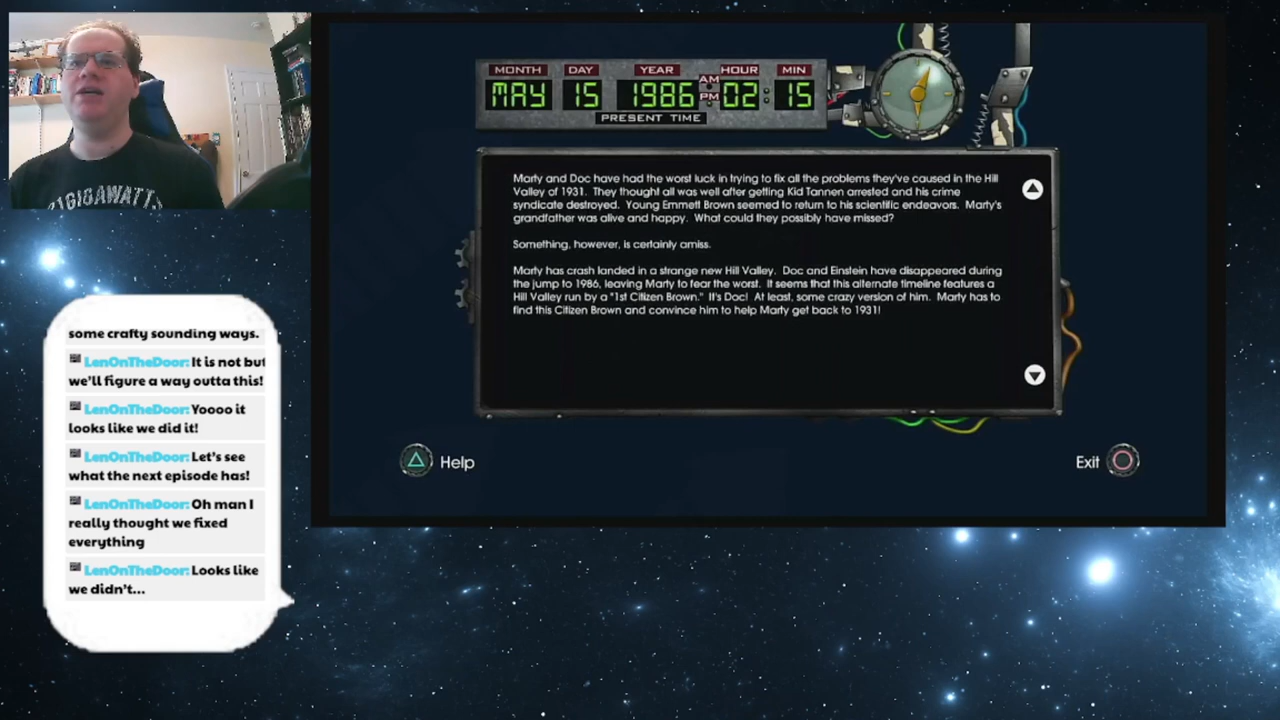 1.21GIGAWATTS
MONTH DAY YEAR AM PM HOUR MIN
MAY 15 1986 02 : 15
PRESENT TIME
Marty and Doc have had the worst luck in trying to fix all the problems they've caused in the Hill
Valley of 1931. They thought all was well after getting Kid Tannen arrested and his crime
syndicate destroyed. Young Emmett Brown seemed to return to his scientific endeavors. Marty's
grandfather was alive and happy. What could they possibly have missed?
Something, however, is certainly amiss.
Marty has crash landed in a strange new Hill Valley. Doc and Einstein have disappeared during
the jump to 1986, leaving Marty to fear the worst. It seems that this alternate timeline features a
Hill Valley run by a "1st Citizen Brown." It's Doc! At least, some crazy version of him. Marty has to
find this Citizen Brown and convince him to help Marty get back to 1931!
Help
Exit
some crafty sounding ways.
LenOnTheDoor: It is not but
we'll figure a way outta this!
LenOnTheDoor: Yoooo it
looks like we did it!
LenOnTheDoor: Let's see
what the next episode has!
LenOnTheDoor: Oh man I
really thought we fixed
everything
LenOnTheDoor: Looks like
we didn't...